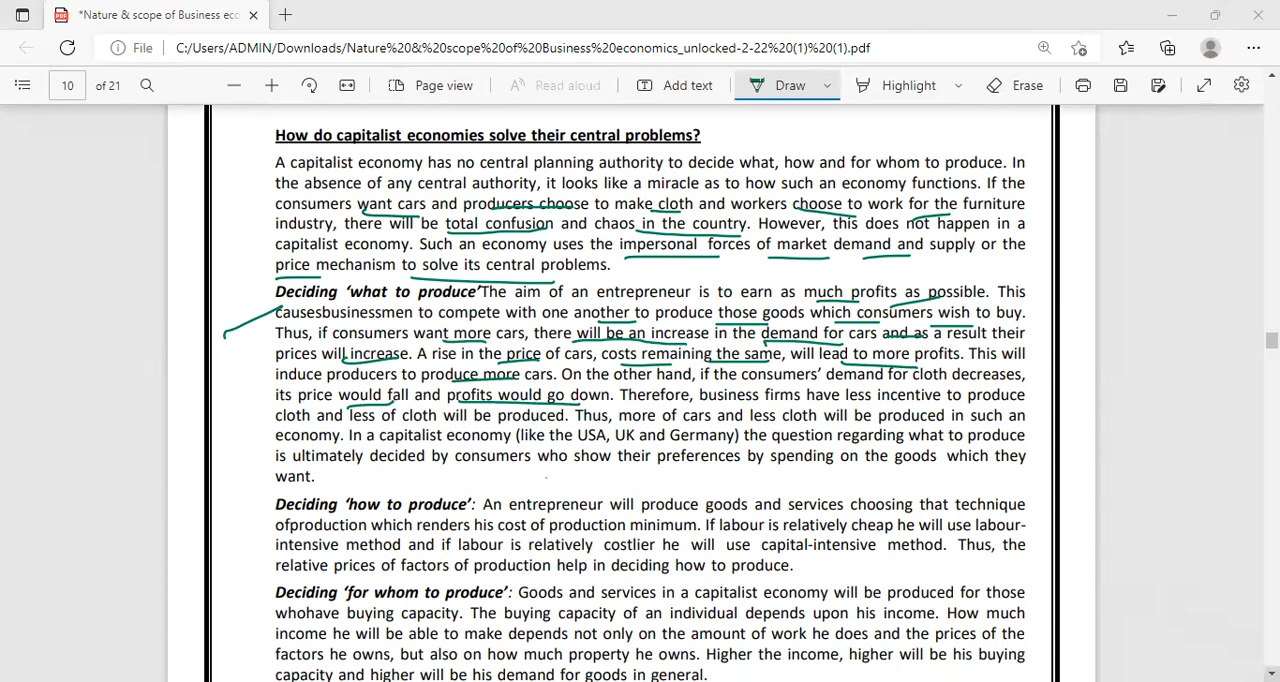 *Nature & scope of Business ecc
File C:/Users/ADMIN/Downloads/Nature%20&%20scope%20of%20Business%20economics_unlocked-2-22%20(1)%20(1).pdf
10 of 21 Page view Read aloud Add text Draw Highlight Erase
How do capitalist economies solve their central problems?
A capitalist economy has no central planning authority to decide what, how and for whom to produce. In
the absence of any central authority, it looks like a miracle as to how such an economy functions. If the
consumers want cars and producers choose to make cloth and workers choose to work for the furniture
industry, there will be total confusion and chaos in the country. However, this does not happen in a
capitalist economy. Such an economy uses the impersonal forces of market demand and supply or the
price mechanism to solve its central problems.
Deciding ‘what to produce’The aim of an entrepreneur is to earn as much profits as possible. This
causesbusinessmen to compete with one another to produce those goods which consumers wish to buy.
Thus, if consumers want more cars, there will be an increase in the demand for cars and as a result their
prices will increase. A rise in the price of cars, costs remaining the same, will lead to more profits. This will
induce producers to produce more cars. On the other hand, if the consumers’ demand for cloth decreases,
its price would fall and profits would go down. Therefore, business firms have less incentive to produce
cloth and less of cloth will be produced. Thus, more of cars and less cloth will be produced in such an
economy. In a capitalist economy (like the USA, UK and Germany) the question regarding what to produce
is ultimately decided by consumers who show their preferences by spending on the goods which they
want.
Deciding ‘how to produce’: An entrepreneur will produce goods and services choosing that technique
ofproduction which renders his cost of production minimum. If labour is relatively cheap he will use labour-
intensive method and if labour is relatively costlier he will use capital-intensive method. Thus, the
relative prices of factors of production help in deciding how to produce.
Deciding ‘for whom to produce’: Goods and services in a capitalist economy will be produced for those
whohave buying capacity. The buying capacity of an individual depends upon his income. How much
income he will be able to make depends not only on the amount of work he does and the prices of the
factors he owns, but also on how much property he owns. Higher the income, higher will be his buying
capacity and higher will be his demand for goods in general.